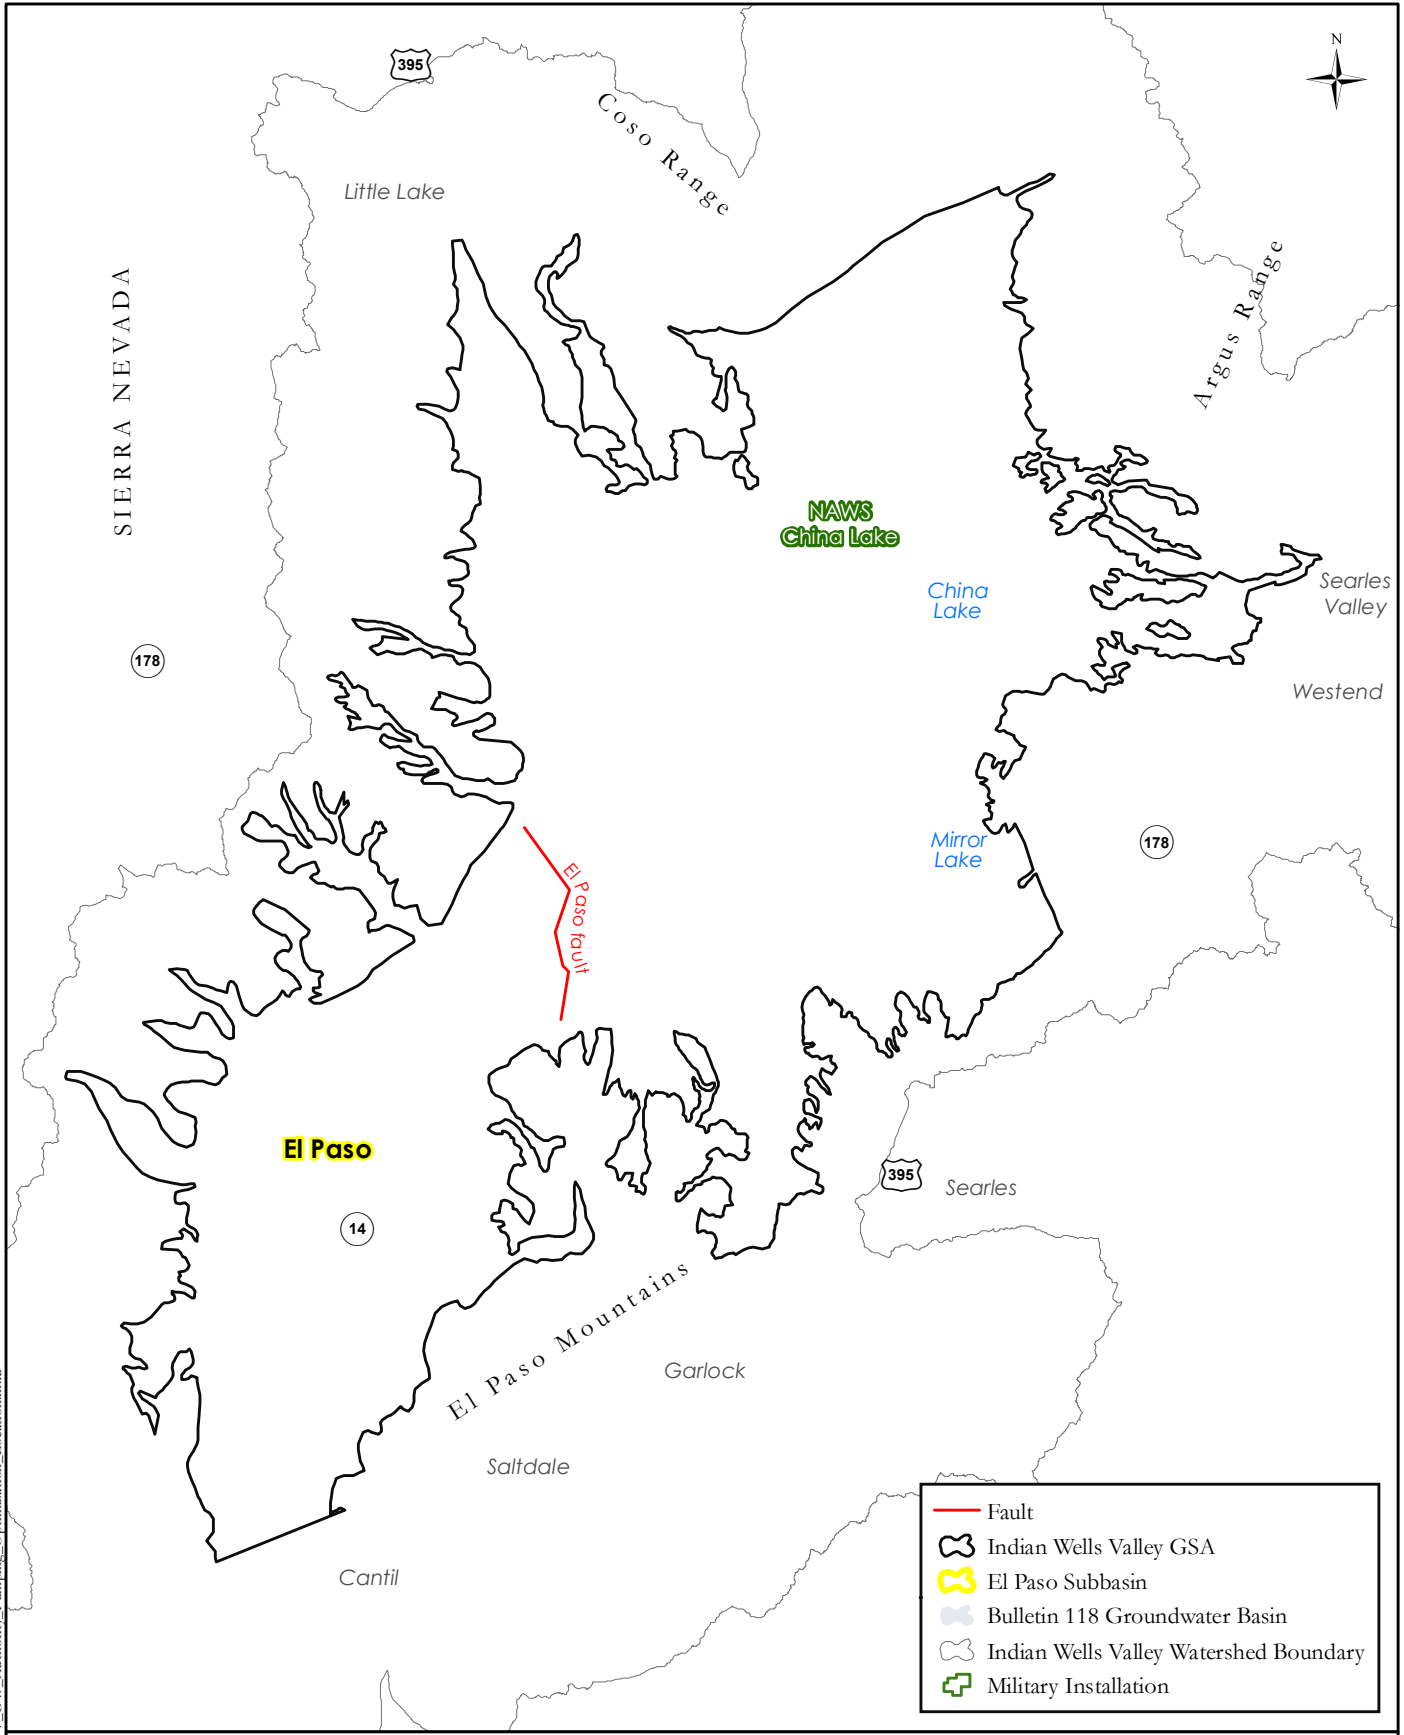 N
395
Coso Range
Little Lake
SIERRA NEVADA
Argus Range
NAWS
China Lake
China
Lake
Searles
Valley
178
Westend
Mirror
Lake
178
El Paso fault
El Paso
14
395
Searles
El Paso Mountains
Garlock
Saltdale
Cantil
Fault
Indian Wells Valley GSA
El Paso Subbasin
Bulletin 118 Groundwater Basin
Indian Wells Valley Watershed Boundary
Military Installation